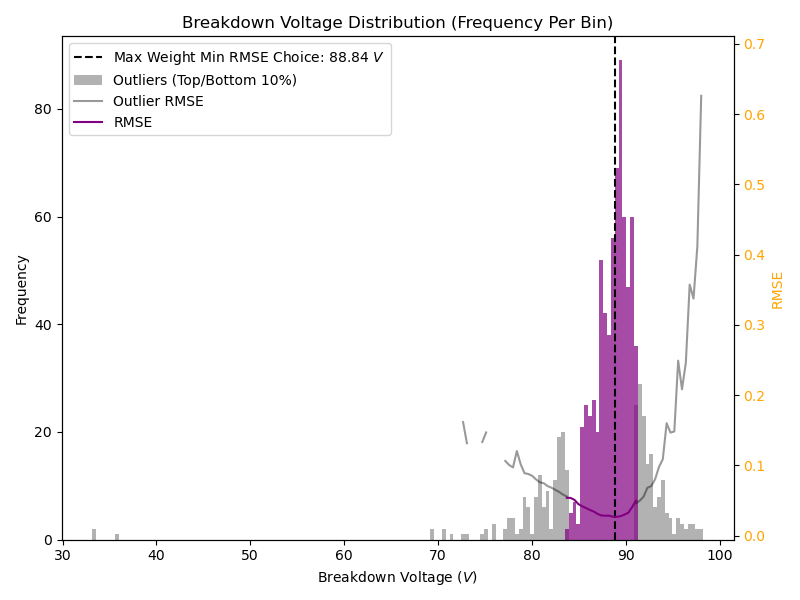 Breakdown Voltage Distribution (Frequency Per Bin)
Max Weight Min RMSE Choice: 88.84 V
Outliers (Top/Bottom 10%)
Outlier RMSE
RMSE
Frequency
80
60
40
20
0
0.7
0.6
0.5
0.4
0.3
0.2
0.1
0.0
RMSE
30 40 50 60 70 80 90 100
Breakdown Voltage (V)